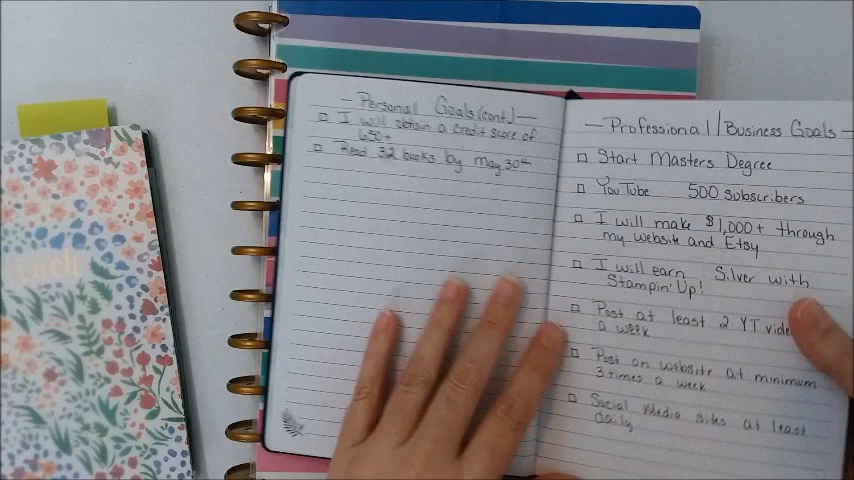 — Personal Goals (cont.) —
I will obtain a credit score of
650+
Read 32 books by May 30th
— Professional/Business Goals —
Start Masters Degree
YouTube 500 subscribers
I will make $1,000+ through
my website and Etsy
I will earn Silver with
Stampin' Up!
Post at least 2 YT vide
a week
Post on website at minimum
3 times a week
Social Media sites at least
daily